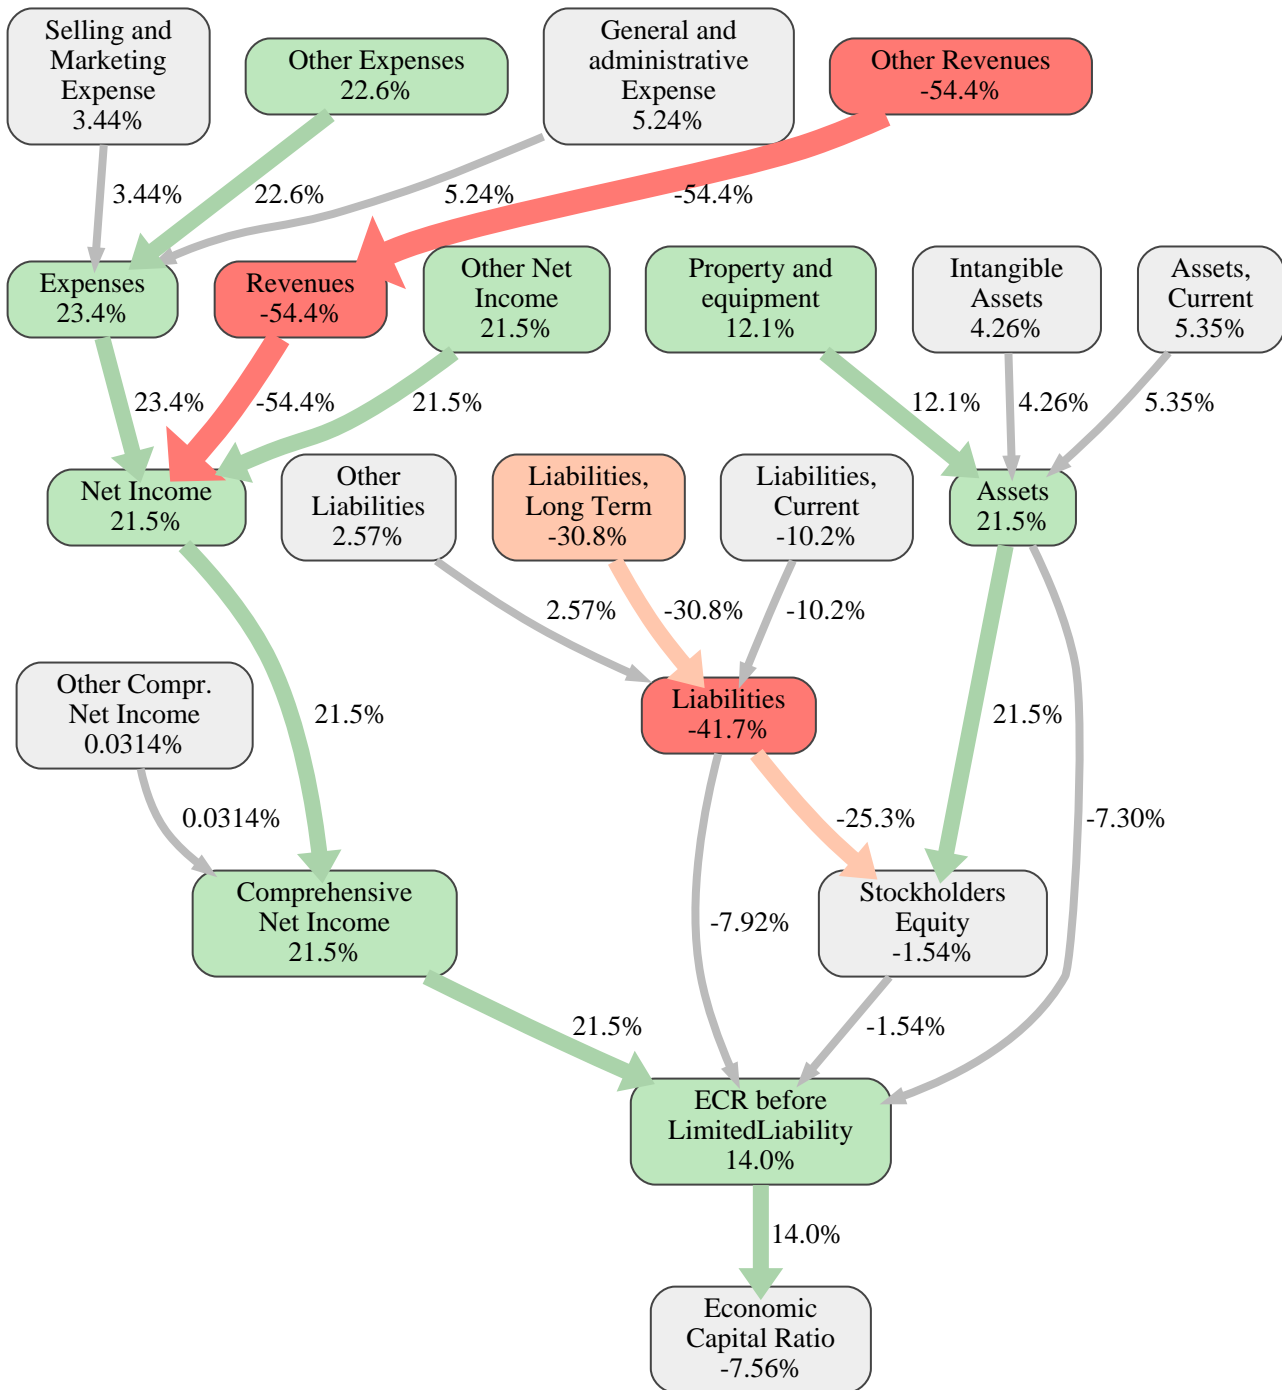 Selling and
Marketing
Expense
3.44%
Other Expenses
22.6%
General and
administrative
Expense
5.24%
Other Revenues
-54.4%
3.44%
22.6%
5.24%
-54.4%
Expenses
23.4%
Revenues
-54.4%
Other Net
Income
21.5%
Property and
equipment
12.1%
Intangible
Assets
4.26%
Assets,
Current
5.35%
23.4%
-54.4%
21.5%
12.1%
4.26%
5.35%
Net Income
21.5%
Other
Liabilities
2.57%
Liabilities,
Long Term
-30.8%
Liabilities,
Current
-10.2%
Assets
21.5%
2.57%
-30.8%
-10.2%
Other Compr.
Net Income
0.0314%
21.5%
Liabilities
-41.7%
21.5%
0.0314%
-25.3%
-7.30%
Comprehensive
Net Income
21.5%
-7.92%
Stockholders
Equity
-1.54%
21.5%
-1.54%
ECR before
LimitedLiability
14.0%
14.0%
Economic
Capital Ratio
-7.56%